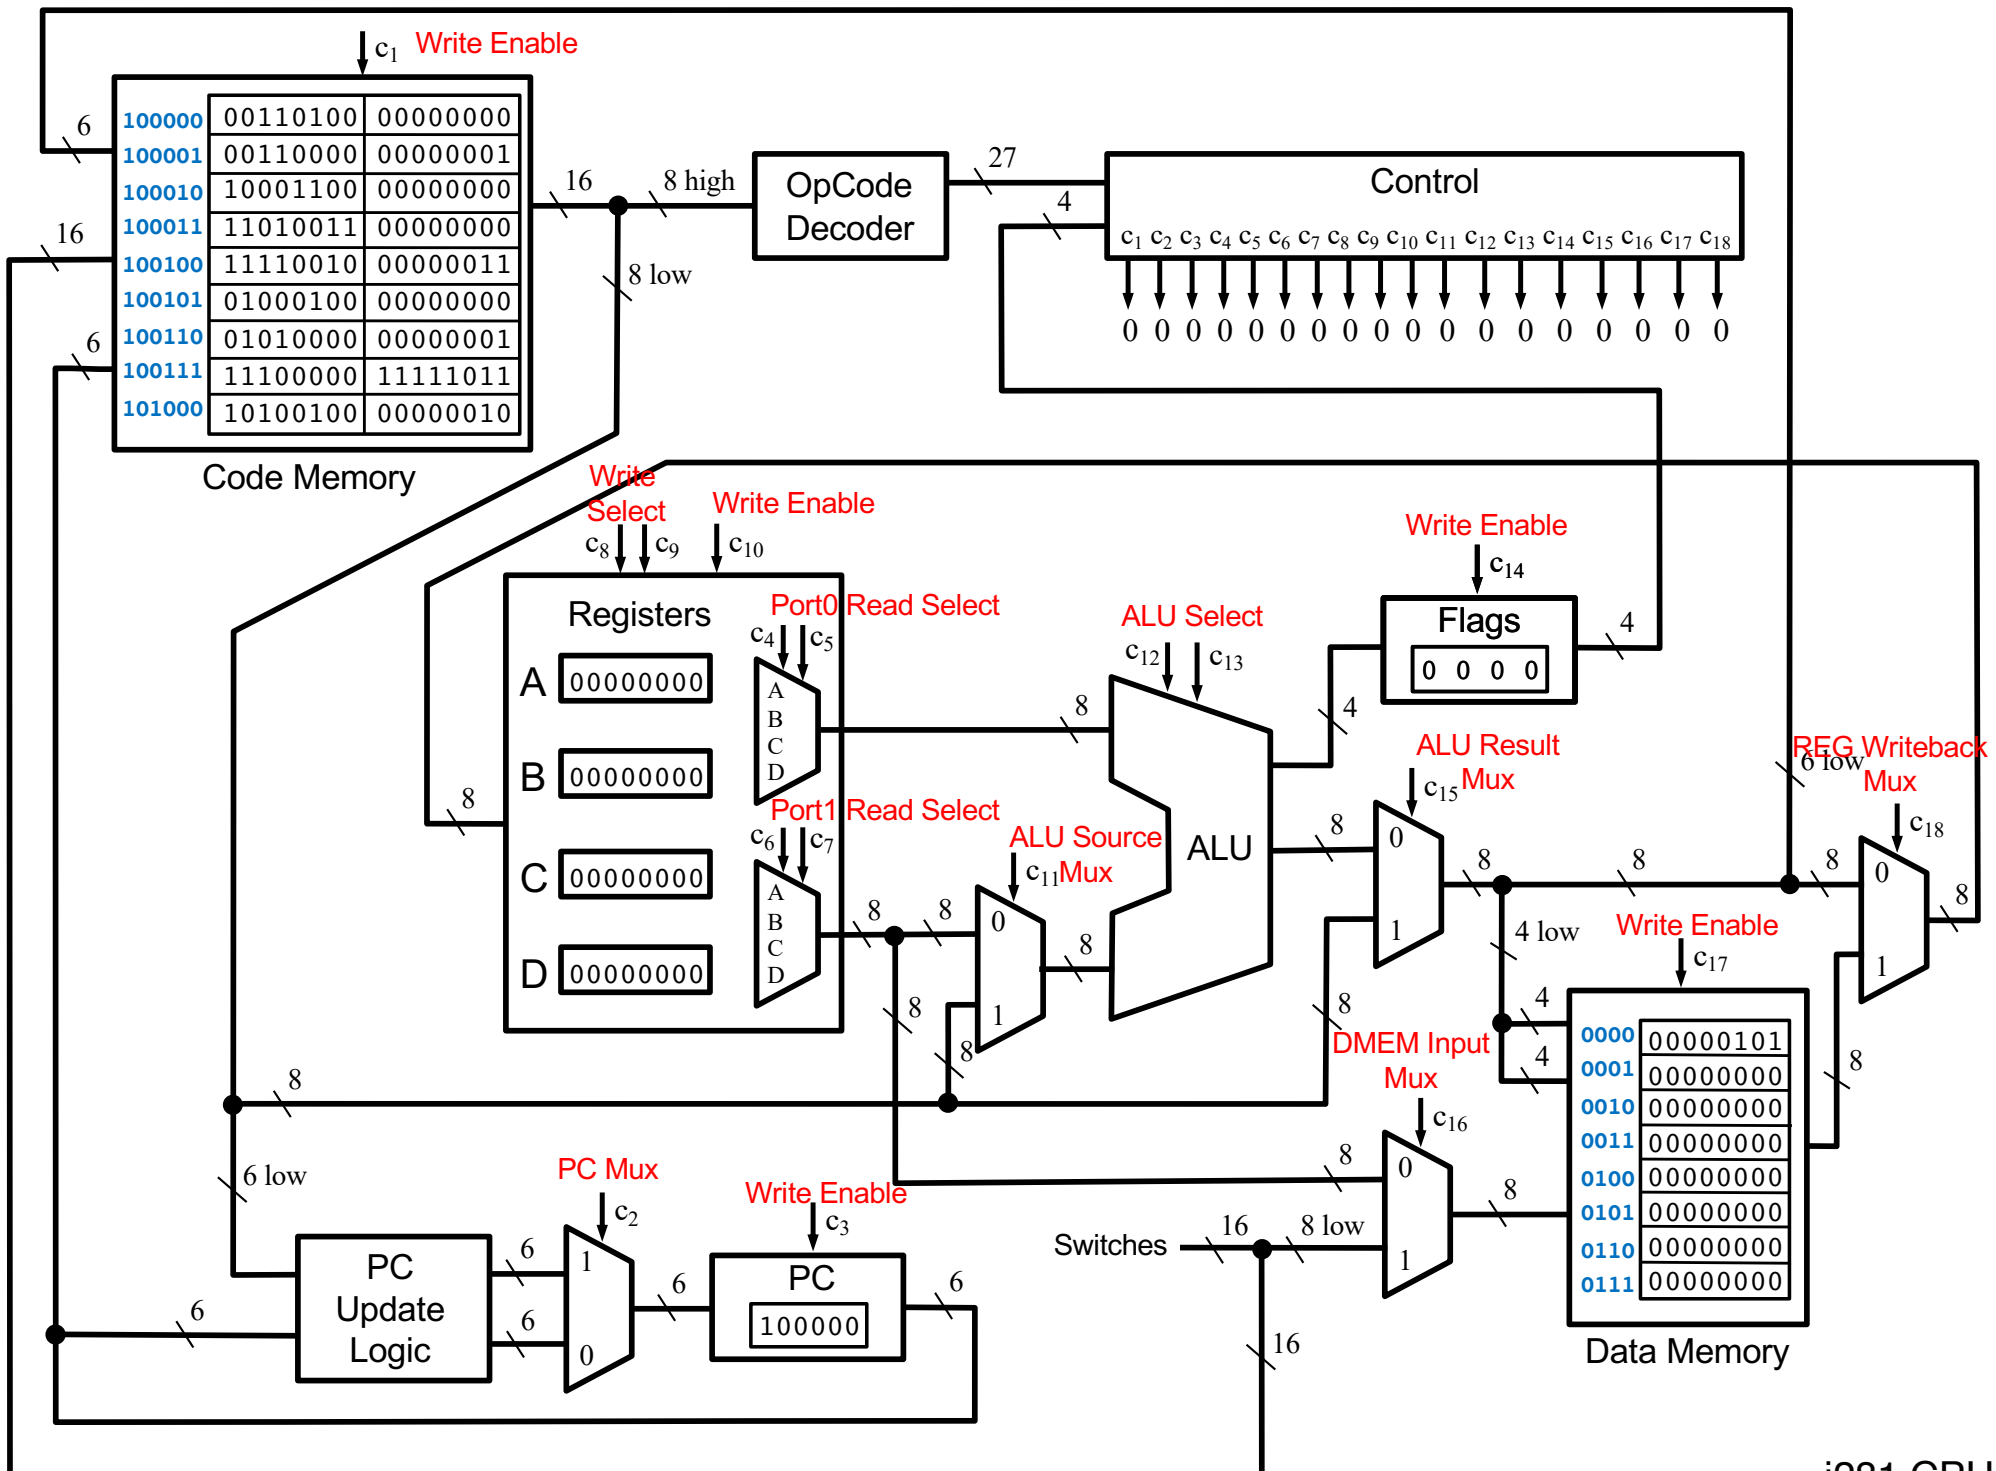 c1 Write Enable
6
16
6
100000 00110100 00000000
100001 00110000 00000001
100010 10001100 00000000
100011 11010011 00000000
100100 11110010 00000011
100101 01000100 00000000
100110 01010000 00000001
100111 11100000 11111011
101000 10100100 00000010
Code Memory
16
8 high
8 low
OpCode
Decoder
27
4
Control
c1 c2 c3 c4 c5 c6 c7 c8 c9 c10 c11 c12 c13 c14 c15 c16 c17 c18
0 0 0 0 0 0 0 0 0 0 0 0 0 0 0 0 0 0
Write
Select
c8 c9
Write Enable
c10
Registers
A 00000000
B 00000000
C 00000000
D 00000000
8
Port0 Read Select
c4 c5
A
B
C
D
8
Port1 Read Select
c6 c7
A
B
C
D
8
8
8
ALU Source
Mux
c11
0
1
8
8
ALU Select
c12 c13
ALU
4
8
Write Enable
c14
Flags
0 0 0 0
4
ALU Result
Mux
c15
0
1
8
8
8
8
6 low
REG Writeback
Mux
c18
0
1
8
4 low
4
4
Write Enable
c17
0000 00000101
0001 00000000
0010 00000000
0011 00000000
0100 00000000
0101 00000000
0110 00000000
0111 00000000
Data Memory
8
DMEM Input
Mux
c16
0
1
8
8
Switches
16
8 low
16
8
6 low
PC
Update
Logic
6
6
6
PC Mux
c2
1
0
6
Write Enable
c3
PC
100000
6